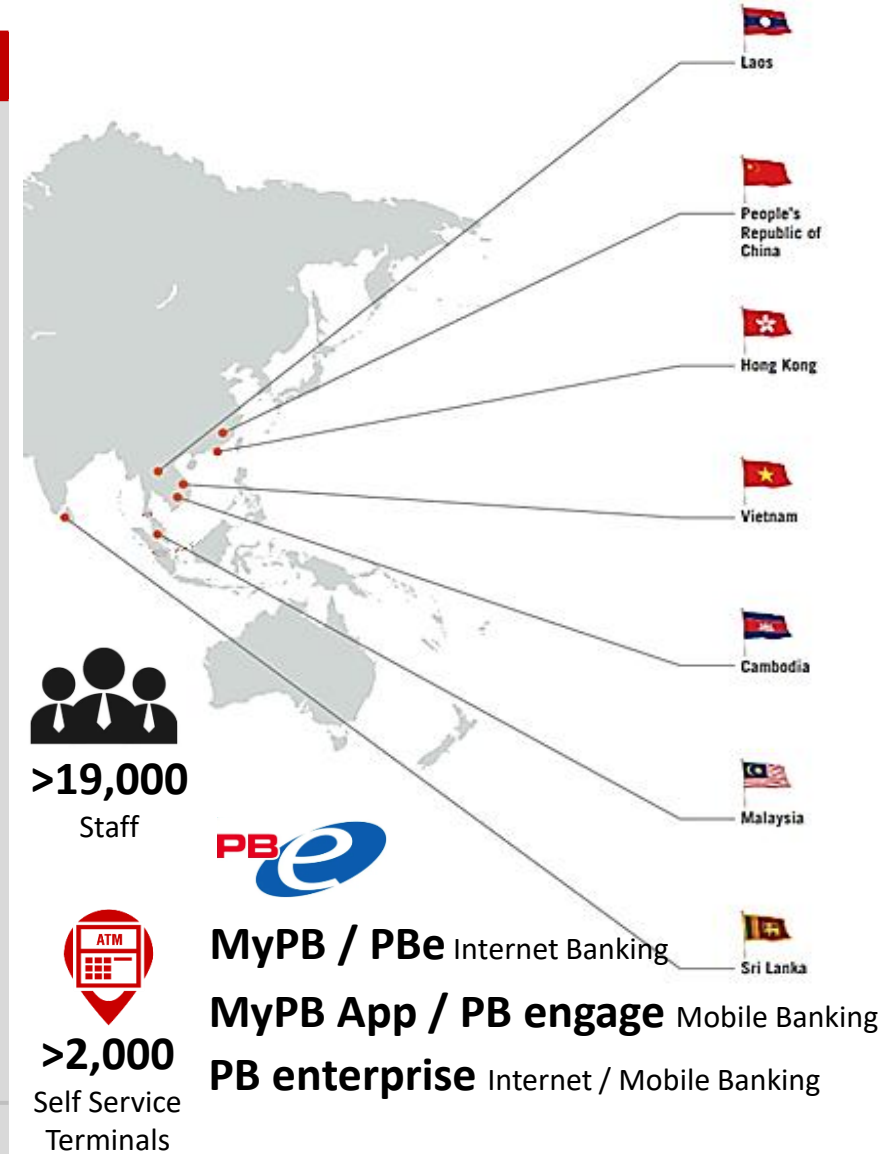 Laos
People's
Republic of
China
Hong Kong
Vietnam
Cambodia
Malaysia
Sri Lanka
>19,000
Staff
PBe
ATM
>2,000
Self Service
Terminals
MyPB / PBe Internet Banking
MyPB App / PB engage Mobile Banking
PB enterprise Internet / Mobile Banking